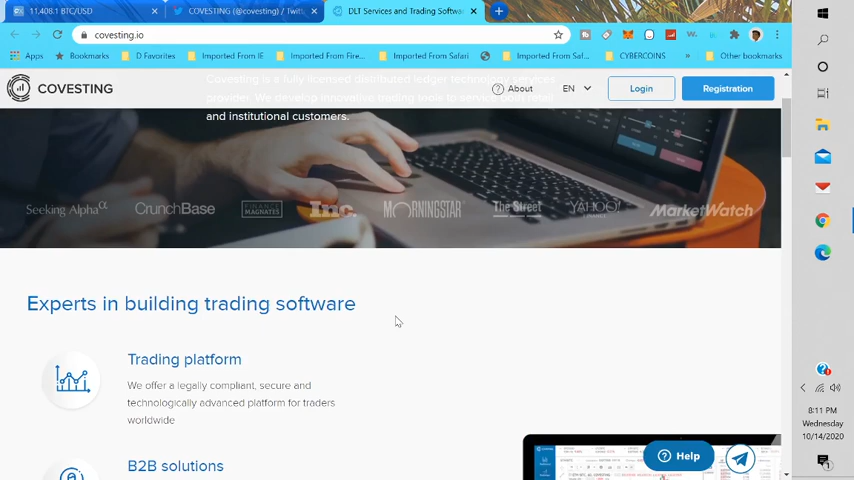 11,408.1 BTC/USD
COVESTING (@covesting) / Twitt
DLT Services and Trading Softwa
covesting.io
Apps
Bookmarks
D Favorites
Imported From IE
Imported From Fire...
Imported From Safari
Imported From Saf...
CYBERCOINS
»
Other bookmarks
COVESTING
About
EN
Login
Registration
Covesting is a fully licensed distributed ledger technology services
provider. We develop innovative trading tools to service both retail
and institutional customers.
Seeking Alpha
CrunchBase
FINANCE MAGNATES
Inc.
MORNINGSTAR
The Street
YAHOO! FINANCE
MarketWatch
Experts in building trading software
Trading platform
We offer a legally compliant, secure and
technologically advanced platform for traders
worldwide
B2B solutions
Help
8:11 PM
Wednesday
10/14/2020